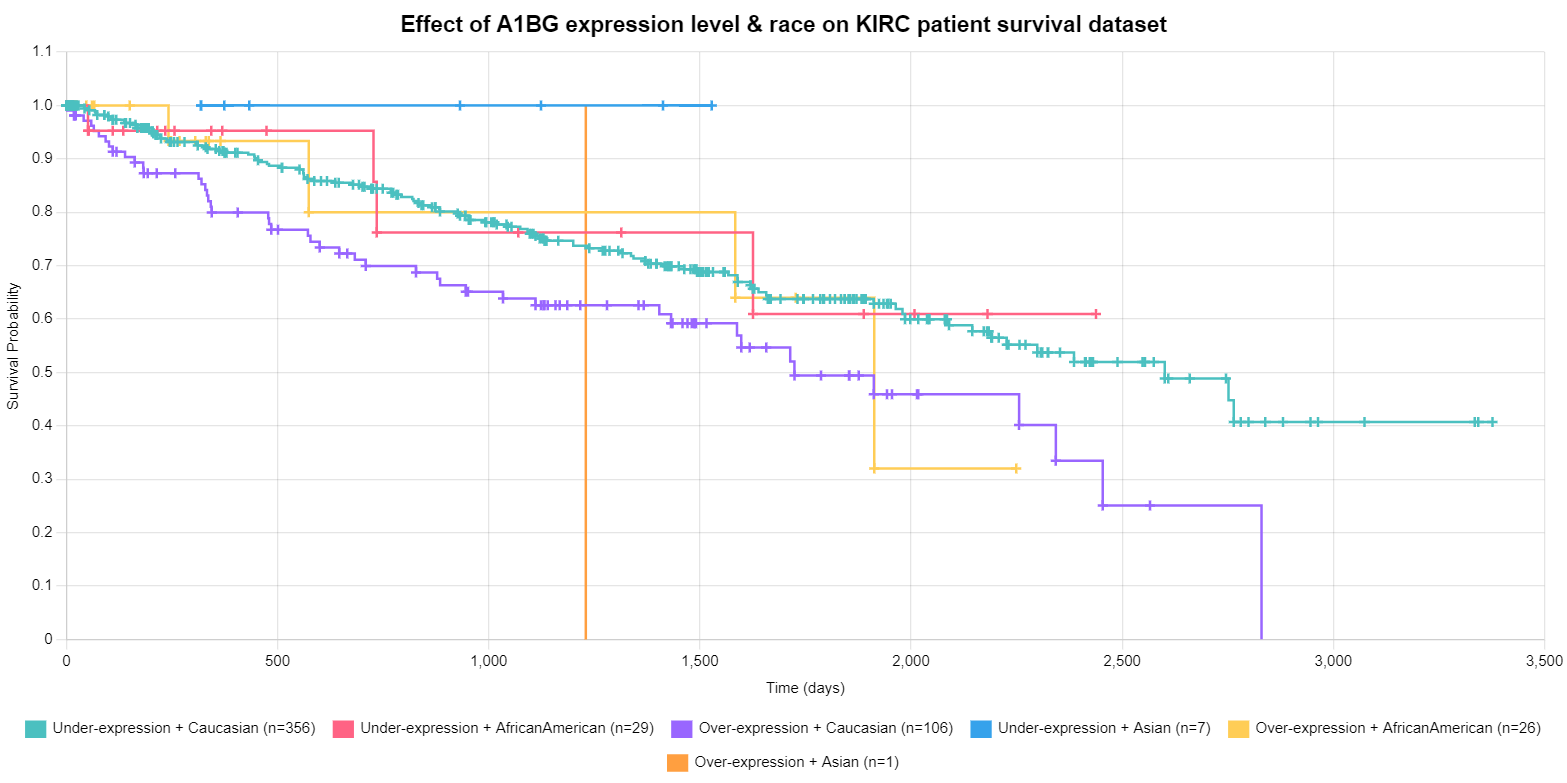 Effect of A1BG expression level & race on KIRC patient survival dataset
1.1
1.0
0.9
0.8
0.7
0.6
0.5
0.4
0.3
0.2
0.1
0
Survival Probability
0 500 1,000 1,500 2,000 2,500 3,000 3,500
Time (days)
Under-expression + Caucasian (n=356) Under-expression + AfricanAmerican (n=29) Over-expression + Caucasian (n=106) Under-expression + Asian (n=7) Over-expression + AfricanAmerican (n=26)
Over-expression + Asian (n=1)